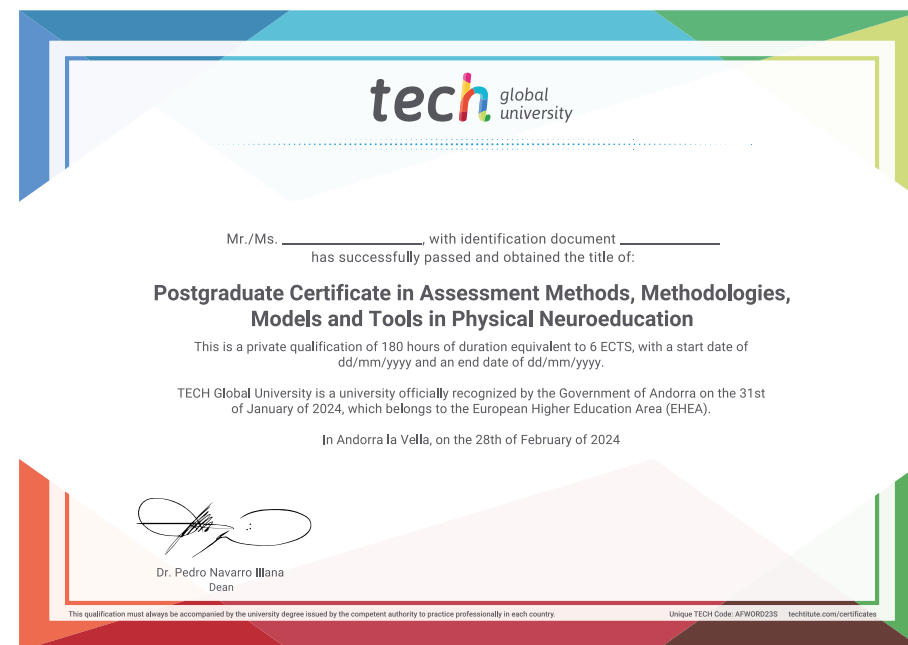 tech global university
Mr./Ms. ____________________, with identification document ______________
has successfully passed and obtained the title of:
Postgraduate Certificate in Assessment Methods, Methodologies,
Models and Tools in Physical Neuroeducation
This is a private qualification of 180 hours of duration equivalent to 6 ECTS, with a start date of
dd/mm/yyyy and an end date of dd/mm/yyyy.
TECH Global University is a university officially recognized by the Government of Andorra on the 31st
of January of 2024, which belongs to the European Higher Education Area (EHEA).
In Andorra la Vella, on the 28th of February of 2024
Dr. Pedro Navarro Illana
Dean
This qualification must always be accompanied by the university degree issued by the competent authority to practice professionally in each country.
Unique TECH Code: AFWORD23S techtitute.com/certificates